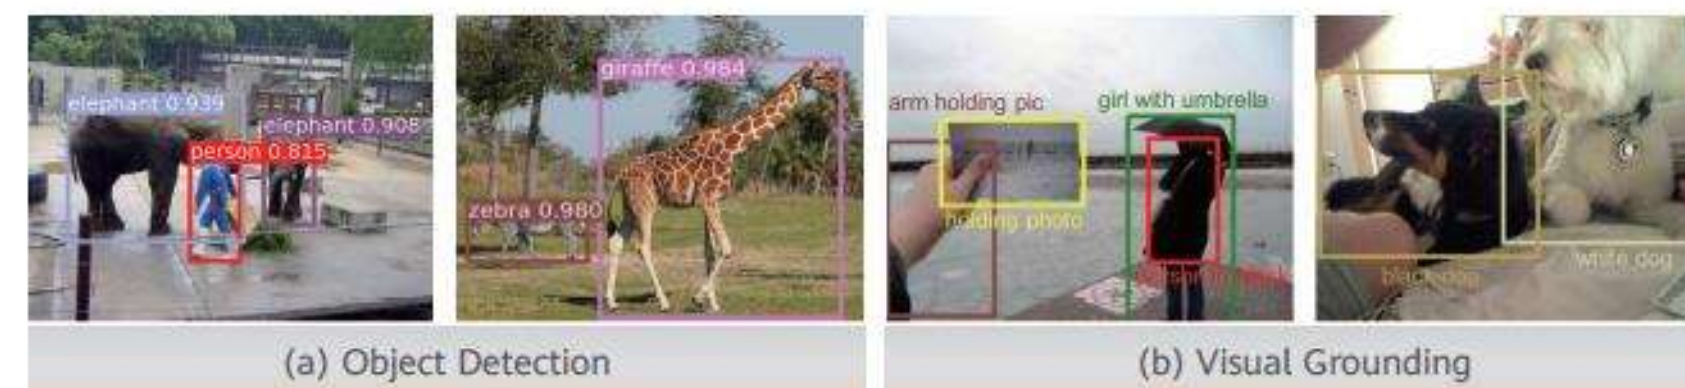 elephant 0.939
elephant 0.908
person 0.815
giraffe 0.984
zebra 0.980
arm holding pic
girl with umbrella
holding photo
black dog
white dog
(a) Object Detection
(b) Visual Grounding